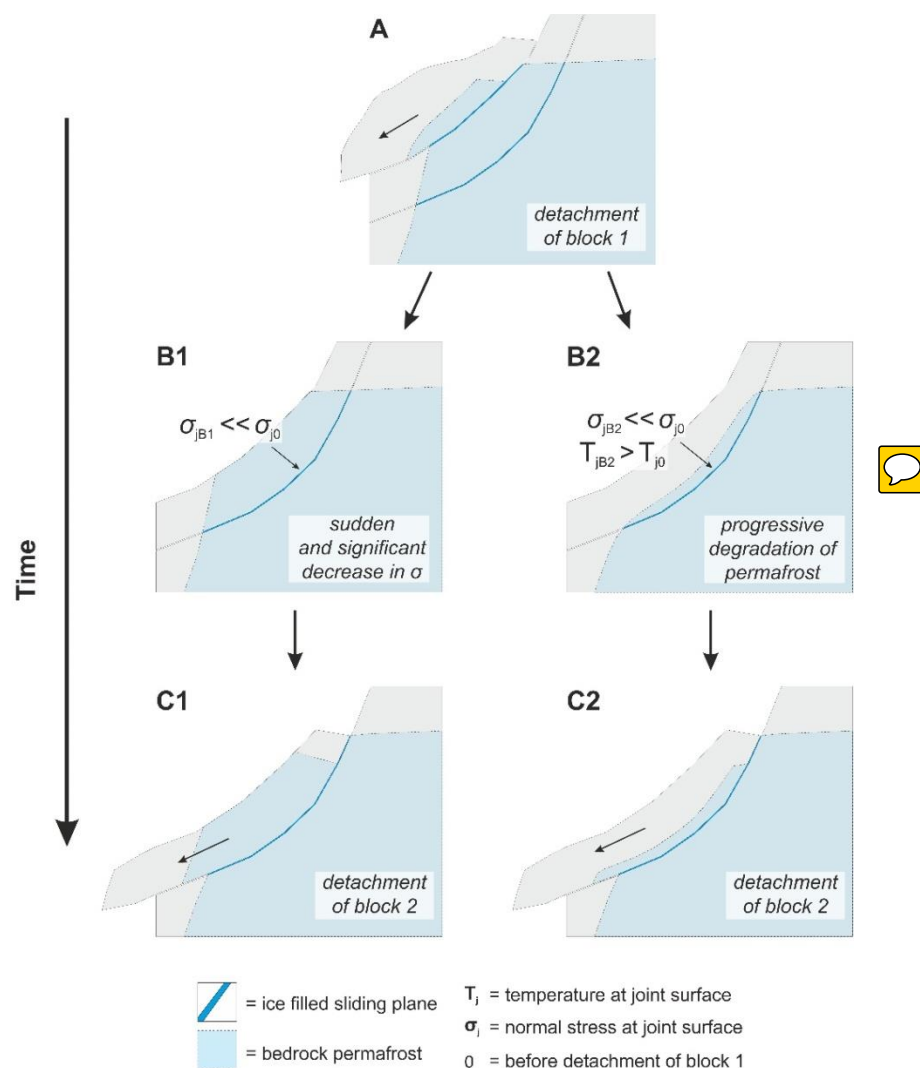 A
detachment
of block 1
B1
σjB1 << σj0
sudden
and significant
decrease in σ
B2
σjB2 << σj0
TjB2 > Tj0
progressive
degradation of
permafrost
Time
C1
detachment
of block 2
C2
detachment
of block 2
= ice filled sliding plane
= bedrock permafrost
Tj = temperature at joint surface
σj = normal stress at joint surface
0 = before detachment of block 1